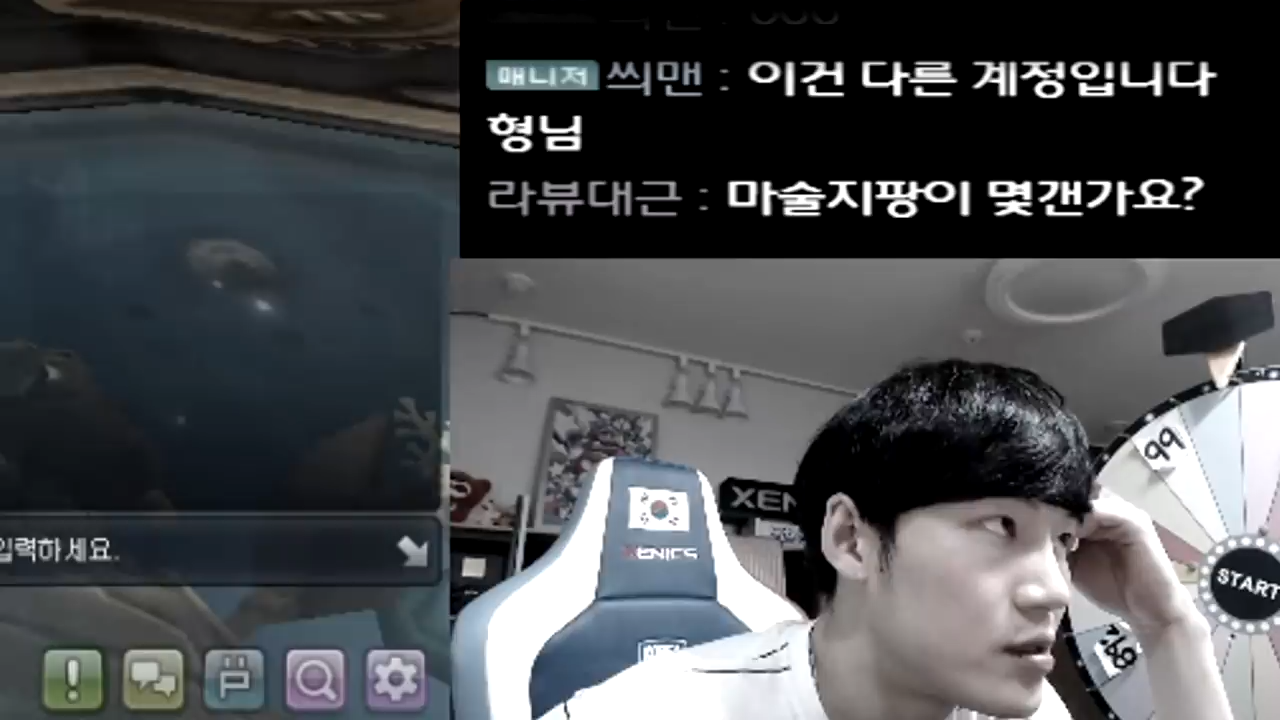 매니저 씍맨 : 이건 다른 계정입니다
형님
라뷰대근 : 마술지팡이 몇갠가요?
XEN
XENICS
99
입력하세요.
START